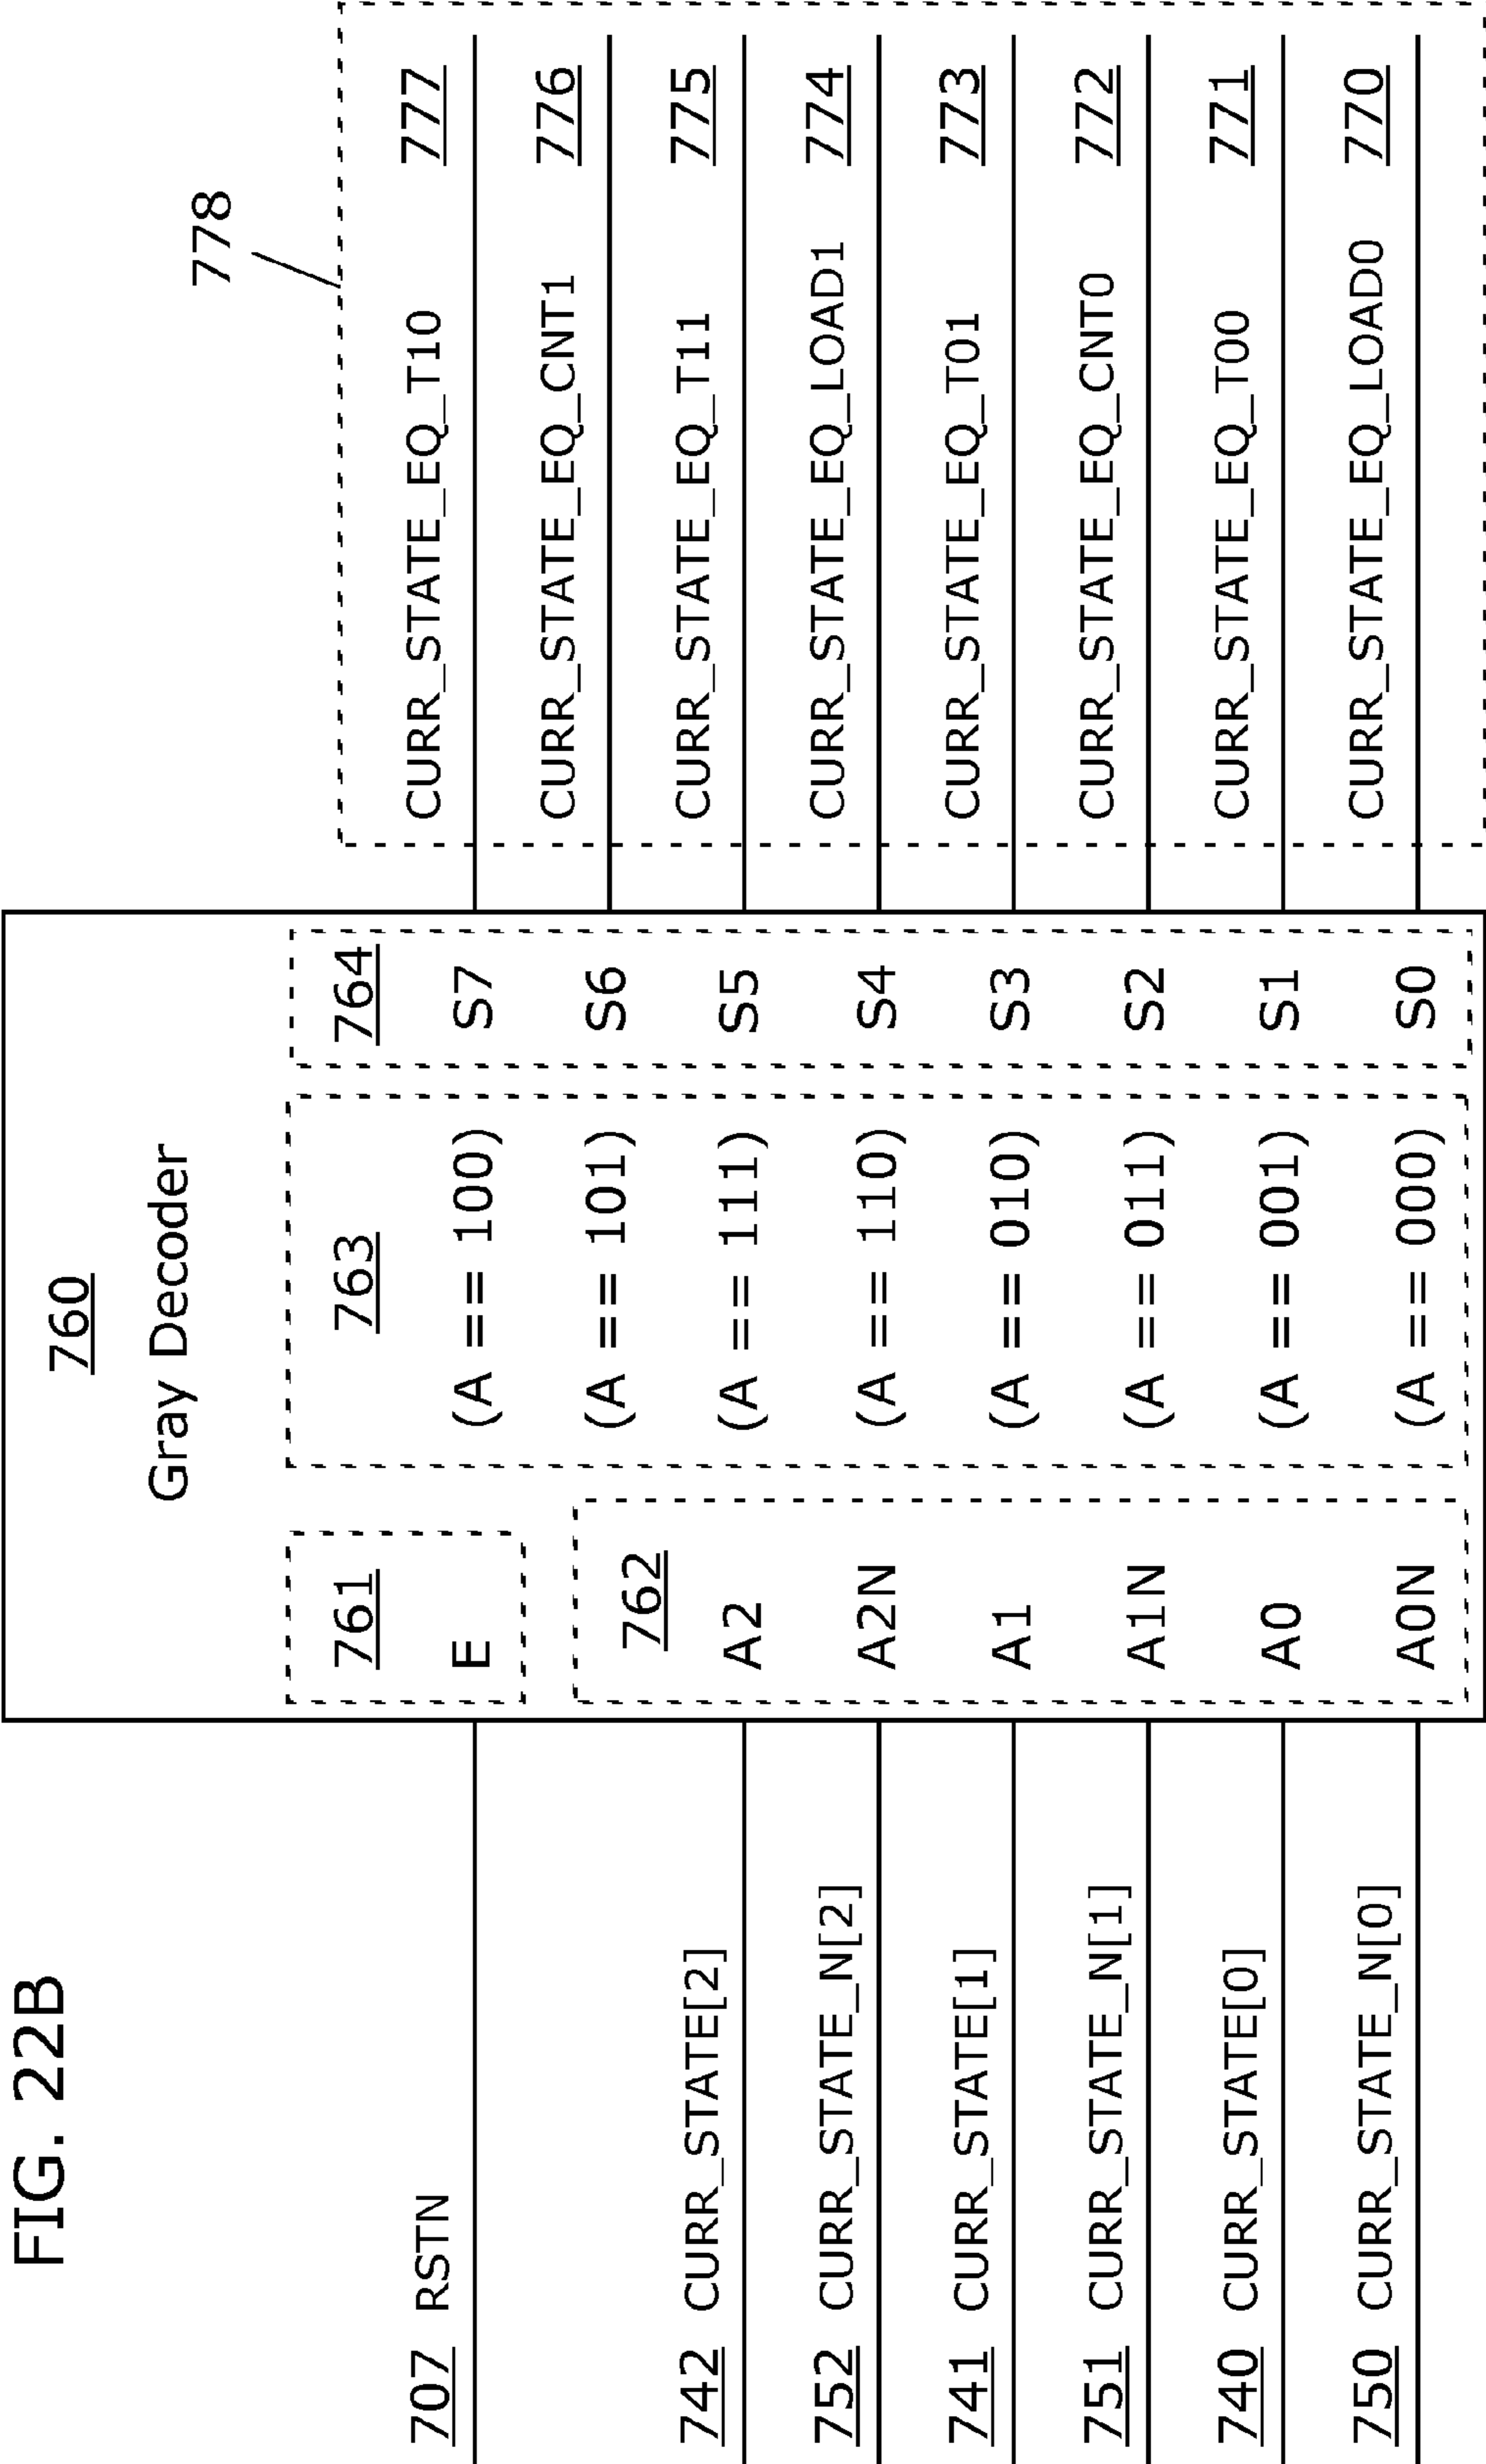 FIG. 22B
760
Gray Decoder
778
707 RSTN
761
E
763
764
(A == 100)
S7
CURR_STATE_EQ_T10 777
(A == 101)
S6
CURR_STATE_EQ_CNT1 776
762
742 CURR_STATE[2]
A2
(A == 111)
S5
CURR_STATE_EQ_T11 775
752 CURR_STATE_N[2]
A2N
(A == 110)
S4
CURR_STATE_EQ_LOAD1 774
741 CURR_STATE[1]
A1
(A == 010)
S3
CURR_STATE_EQ_T01 773
751 CURR_STATE_N[1]
A1N
(A == 011)
S2
CURR_STATE_EQ_CNT0 772
740 CURR_STATE[0]
A0
(A == 001)
S1
CURR_STATE_EQ_T00 771
750 CURR_STATE_N[0]
A0N
(A == 000)
S0
CURR_STATE_EQ_LOAD0 770